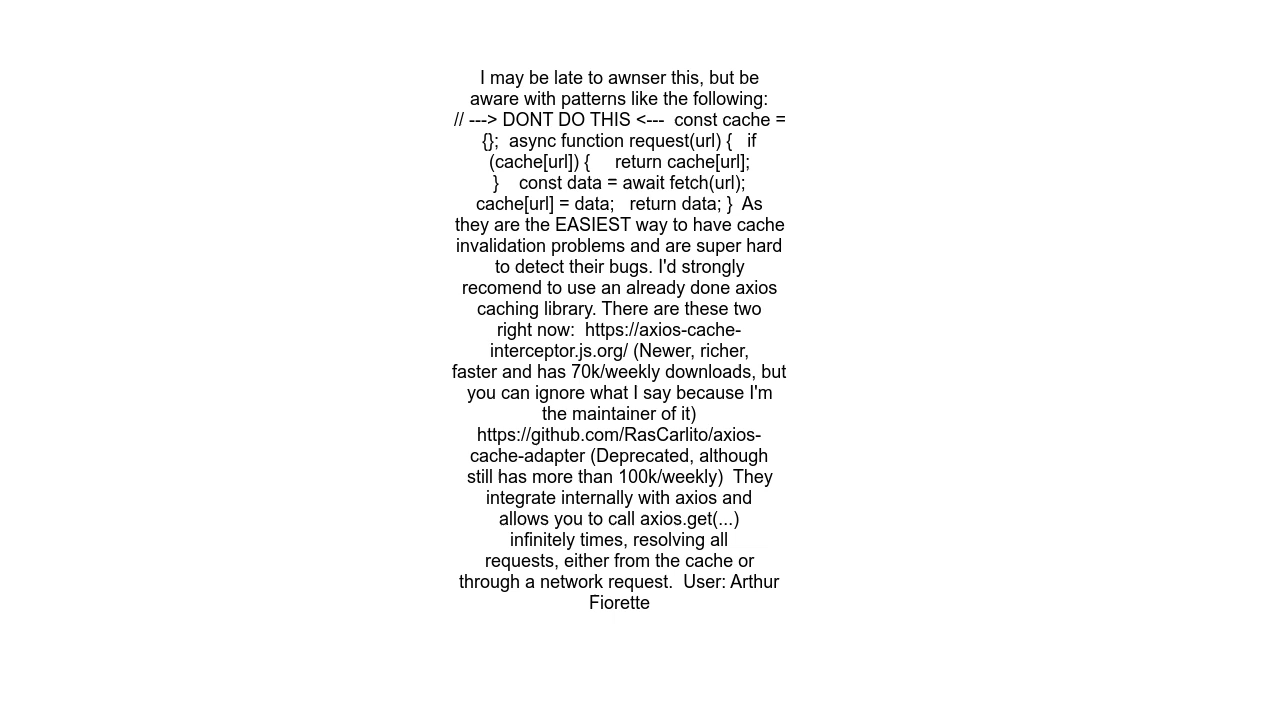 I may be late to awnser this, but be
aware with patterns like the following:
// ---> DONT DO THIS <---  const cache =
{};  async function request(url) {   if
(cache[url]) {     return cache[url];
}    const data = await fetch(url);
cache[url] = data;   return data; }  As
they are the EASIEST way to have cache
invalidation problems and are super hard
to detect their bugs. I'd strongly
recomend to use an already done axios
caching library. There are these two
right now:  https://axios-cache-
interceptor.js.org/ (Newer, richer,
faster and has 70k/weekly downloads, but
you can ignore what I say because I'm
the maintainer of it)
https://github.com/RasCarlito/axios-
cache-adapter (Deprecated, although
still has more than 100k/weekly)  They
integrate internally with axios and
allows you to call axios.get(...)
infinitely times, resolving all
requests, either from the cache or
through a network request.  User: Arthur
Fiorette